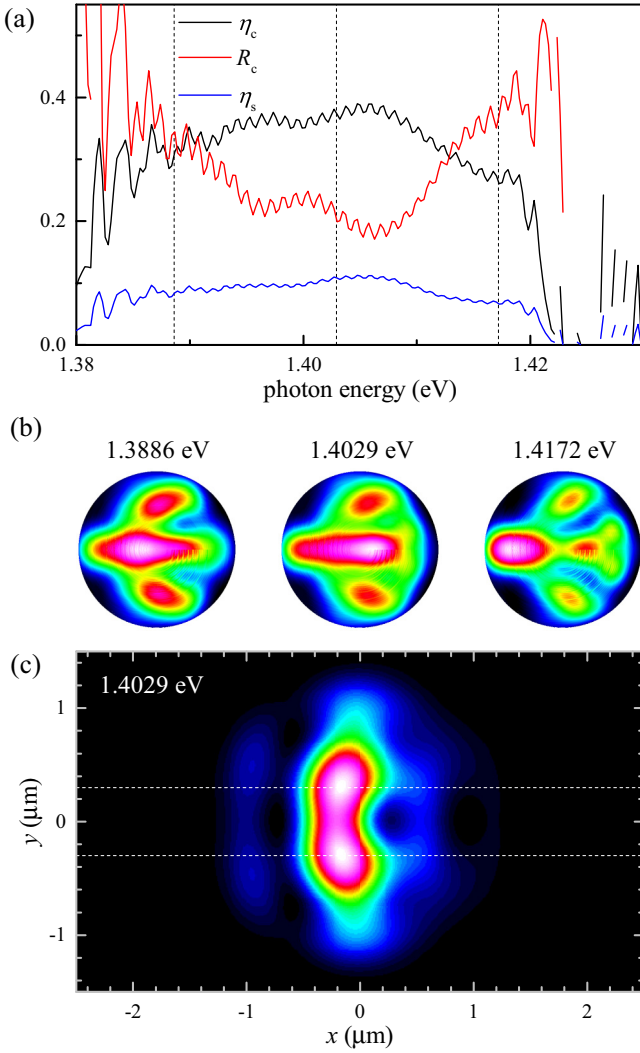 (a)
η_c
R_c
η_s
0.4
0.2
0.0
1.38
1.40
1.42
photon energy (eV)
(b)
1.3886 eV
1.4029 eV
1.4172 eV
(c)
1.4029 eV
1
0
-1
y (μm)
-2
-1
0
1
2
x (μm)